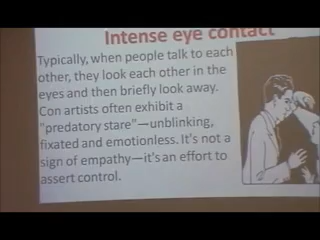 Intense eye contact
Typically, when people talk to each
other, they look each other in the
eyes and then briefly look away.
Con artists often exhibit a
"predatory stare"—unblinking,
fixated and emotionless. It's not a
sign of empathy—it's an effort to
assert control.